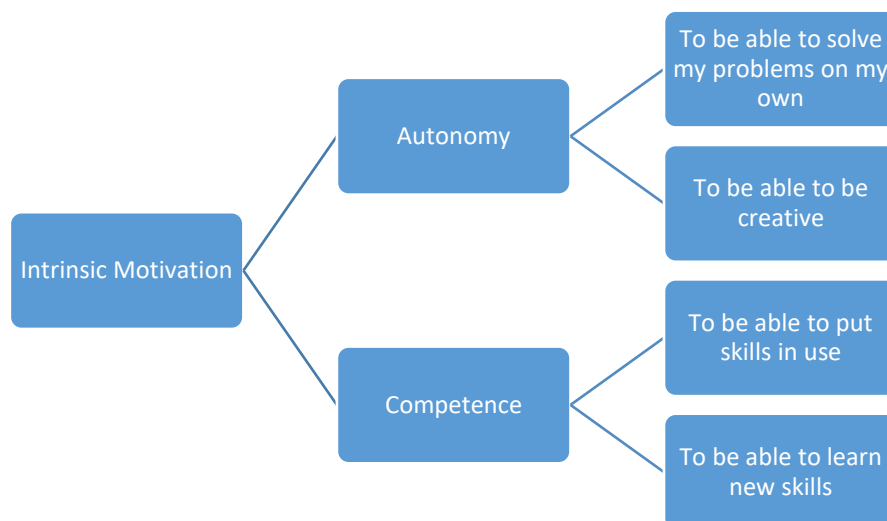 Intrinsic Motivation
Autonomy
To be able to solve
my problems on my
own
To be able to be
creative
Competence
To be able to put
skills in use
To be able to learn
new skills